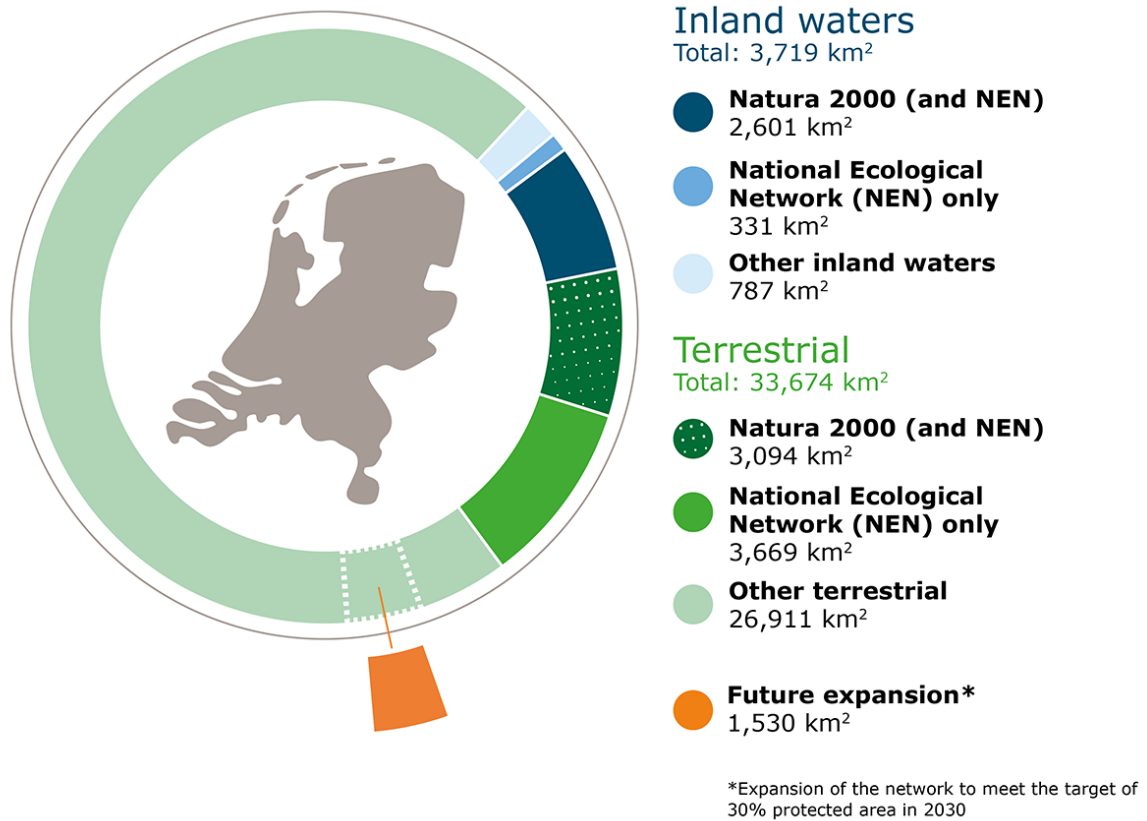 Inland waters
Total: 3,719 km²
Natura 2000 (and NEN)
2,601 km²
National Ecological
Network (NEN) only
331 km²
Other inland waters
787 km²
Terrestrial
Total: 33,674 km²
Natura 2000 (and NEN)
3,094 km²
National Ecological
Network (NEN) only
3,669 km²
Other terrestrial
26,911 km²
Future expansion*
1,530 km²
*Expansion of the network to meet the target of
30% protected area in 2030